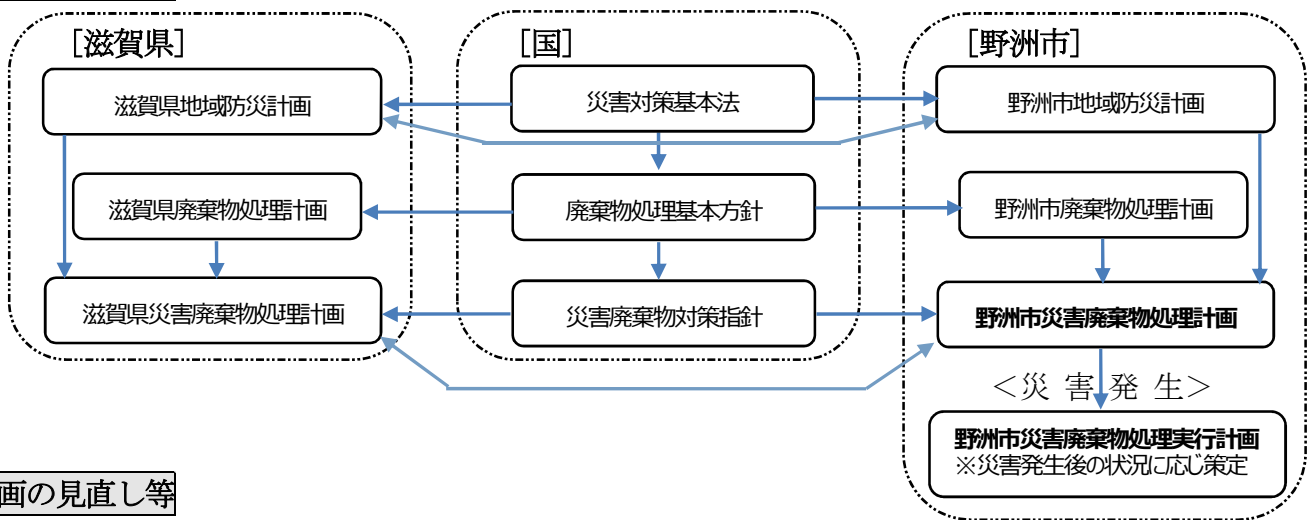 [滋賀県]
滋賀県地域防災計画
滋賀県廃棄物処理計画
滋賀県災害廃棄物処理計画
[国]
災害対策基本法
廃棄物処理基本方針
災害廃棄物対策指針
[野洲市]
野洲市地域防災計画
野洲市廃棄物処理計画
野洲市災害廃棄物処理計画
＜災 害 発 生＞
野洲市災害廃棄物処理実行計画
※災害発生後の状況に応じ策定
画の見直し等